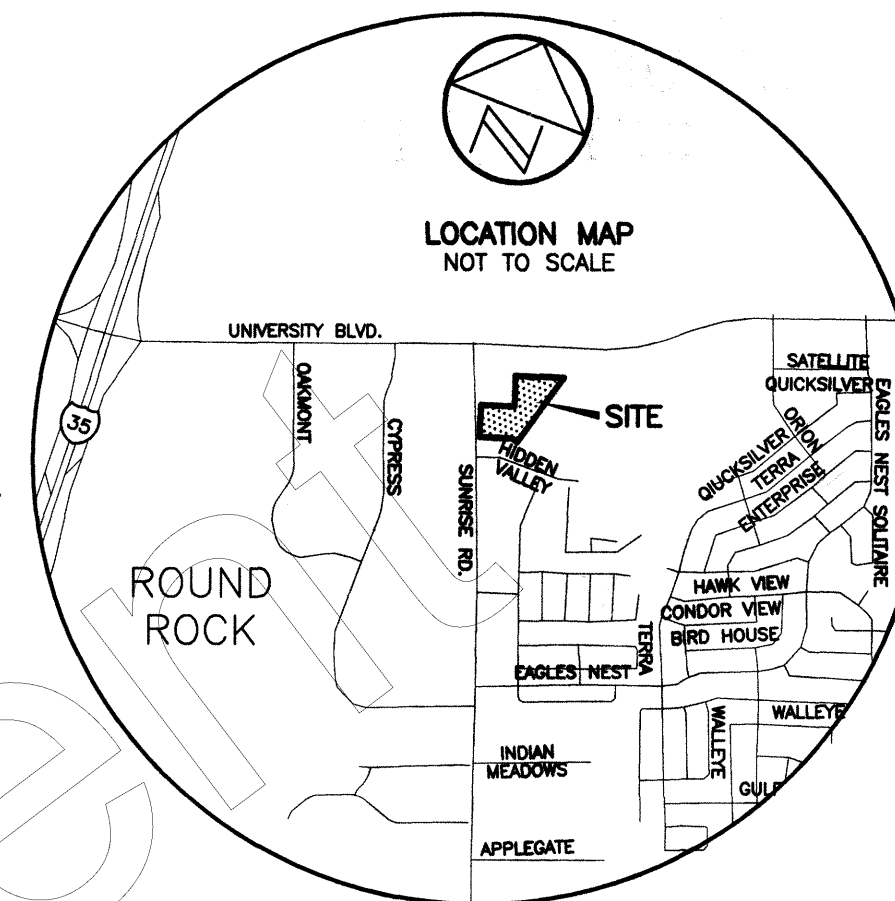 N
LOCATION MAP
NOT TO SCALE
UNIVERSITY BLVD.
35
OAKMONT
CYPRESS
SUNRISE RD.
SITE
HIDDEN
VALLEY
SATELLITE
QUICKSILVER
ORION
QIUCKSILVER
TERRA
ENTERPRISE
EAGLES NEST SOLITAIRE
ROUND
ROCK
HAWK VIEW
CONDOR VIEW
BIRD HOUSE
TERRA
EAGLES NEST
WALLEYE
WALLEYE
INDIAN
MEADOWS
GULF
APPLEGATE